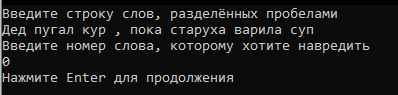 Введите строку слов, разделённых пробелами
Дед пугал кур , пока старуха варила суп
Введите номер слова, которому хотите навредить
0
Нажмите Enter для продолжения